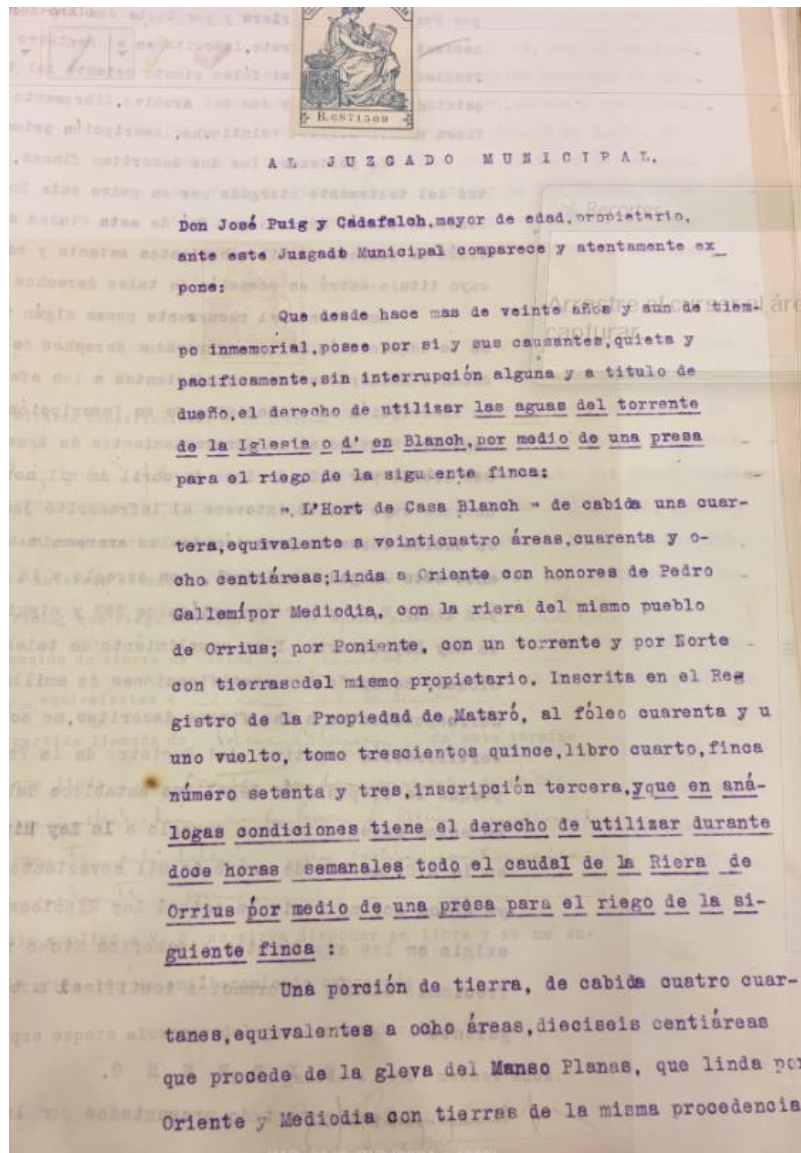 B.6871509
AL JUZGADO MUNICIPAL.
Don José Puig y Cadafalch,mayor de edad,propietario,
ante este Juzgado Municipal comparece y atentamente ex_
pone:
Que desde hace mas de veinte años y aun de tiem-
po inmemorial,posee por si y sus causantes,quieta y
pacificamente,sin interrupción alguna y a titulo de
dueño,el derecho de utilizar las aguas del torrente
de la Iglesia o d' en Blanch,por medio de una presa
para el riego de la siguiente finca:
" L'Hort de Casa Blanch " de cabida una cuar-
tera,equivalente a veinticuatro áreas,cuarenta y o-
cho centiáreas;linda a Oriente con honores de Pedro
Gallemípor Mediodia, con la riera del mismo pueblo
de Orrius; por Poniente, con un torrente y por Norte
con tierrascdel mismo propietario. Inscrita en el Reg
gistro de la Propiedad de Mataró, al fóleo cuarenta y u
uno vuelto, tomo trescientos quince,libro cuarto,finca
número setenta y tres,inscripción tercera,yque en aná-
logas condiciones tiene el derecho de utilizar durante
doce horas semanales todo el caudal de la Riera de
Orrius por medio de una presa para el riego de la si-
guiente finca :
Una porción de tierra, de cabida cuatro cuar-
tanes,equivalentes a ocho áreas,dieciseis centiáreas
que procede de la gleva del Manso Planas, que linda por
Oriente y Mediodia con tierras de la misma procedencia
Recortes
Arrastre el cursor al áre
capturar